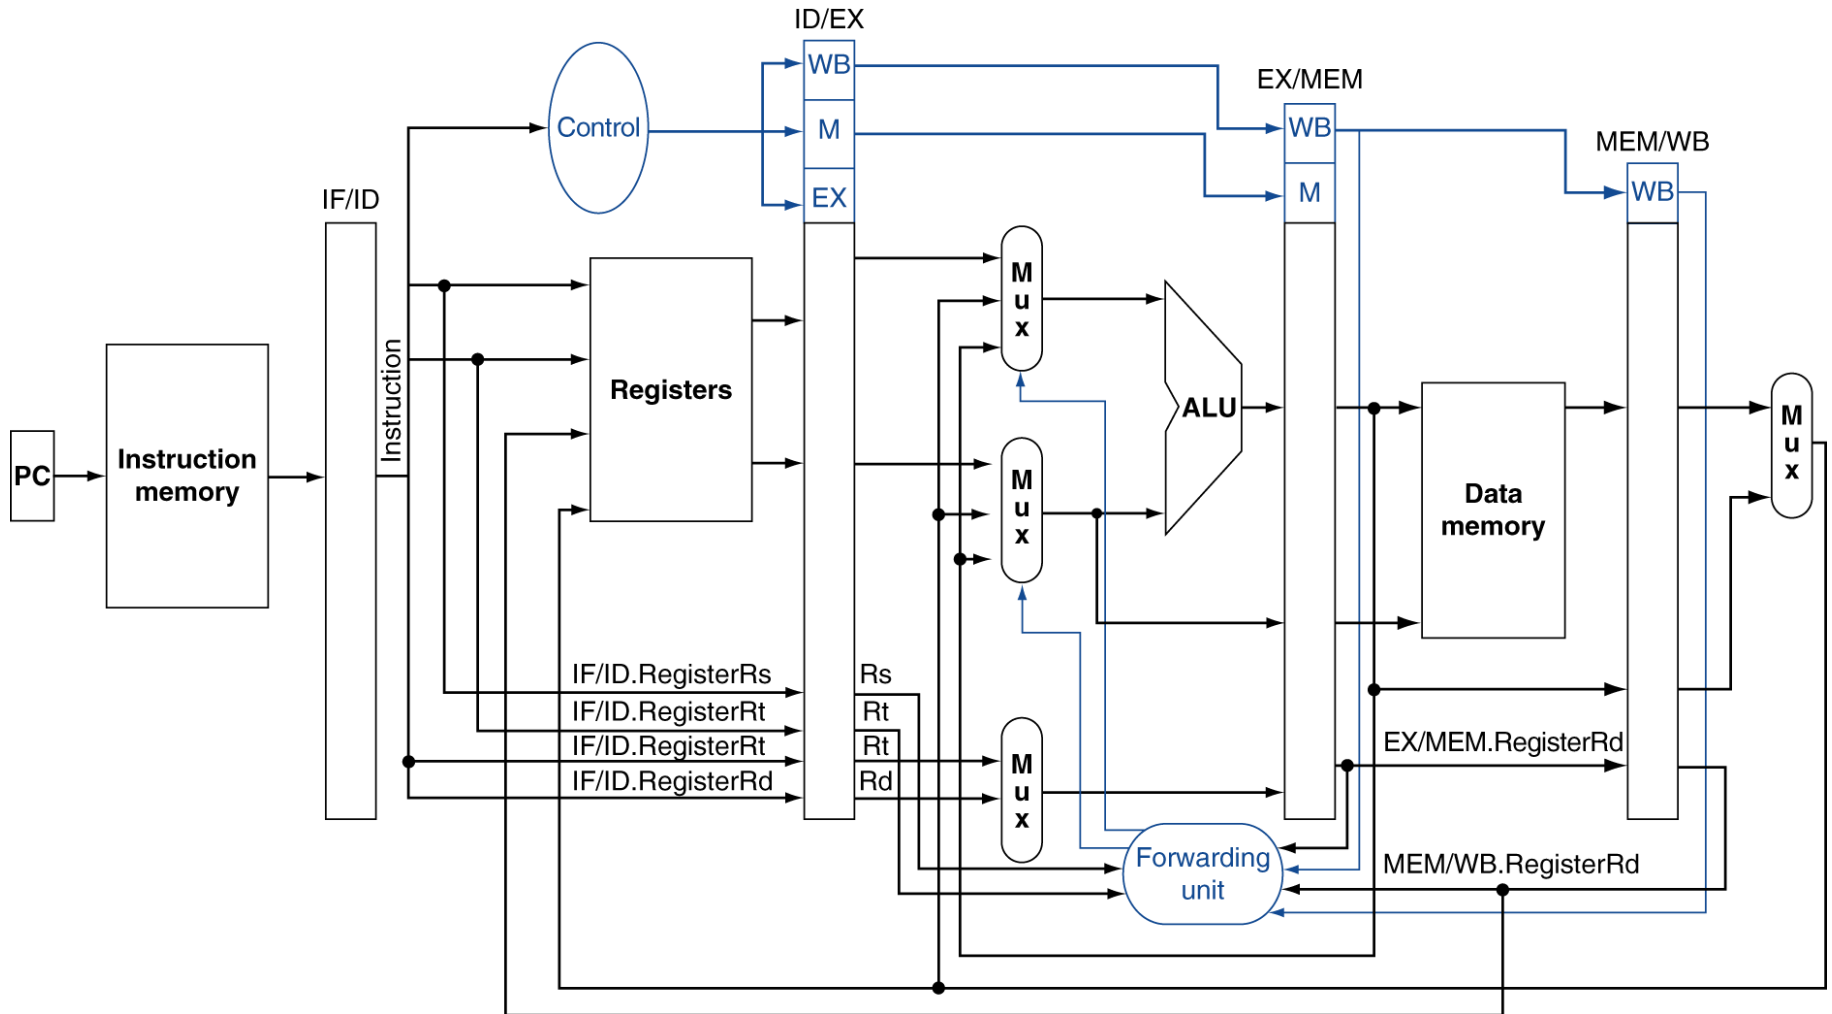 ID/EX
WB
EX/MEM
Control
M
WB
MEM/WB
IF/ID
EX
M
WB
M
u
x
Instruction
Registers
ALU
M
u
x
PC
Instruction
memory
M
u
x
Data
memory
IF/ID.RegisterRs
Rs
IF/ID.RegisterRt
Rt
IF/ID.RegisterRt
Rt
EX/MEM.RegisterRd
IF/ID.RegisterRd
Rd
M
u
x
Forwarding
unit
MEM/WB.RegisterRd